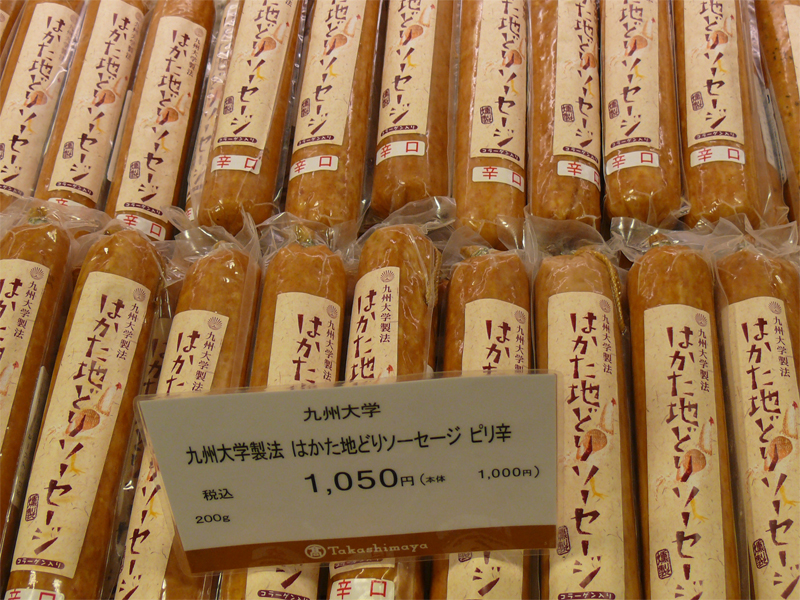 九州大学製法
はかた地どりソーセージ
燻製
コラーゲン入り
辛口
九州大学
九州大学製法 はかた地どりソーセージ ピリ辛
税込 1,050円(本体 1,000円)
200g
高 Takashimaya